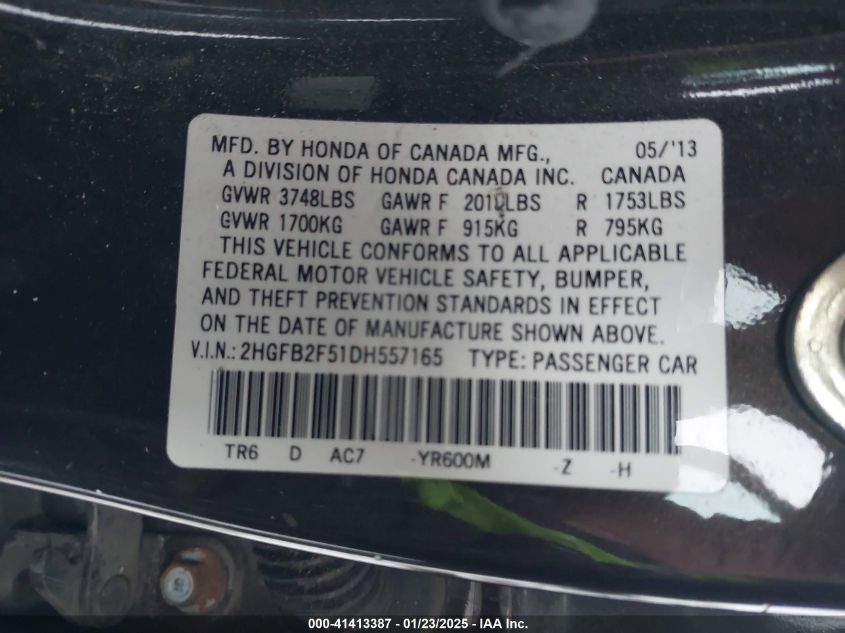 MFD. BY HONDA OF CANADA MFG., 05/'13
A DIVISION OF HONDA CANADA INC. CANADA
GVWR 3748LBS GAWR F 2017LBS R 1753LBS
GVWR 1700KG GAWR F 915KG R 795KG
THIS VEHICLE CONFORMS TO ALL APPLICABLE
FEDERAL MOTOR VEHICLE SAFETY, BUMPER,
AND THEFT PREVENTION STANDARDS IN EFFECT
ON THE DATE OF MANUFACTURE SHOWN ABOVE.
V.I.N.: 2HGFB2F51DH557165 TYPE: PASSENGER CAR
TR6 D AC7 -YR600M -Z -H
000-41413387 - 01/23/2025 - IAA Inc.